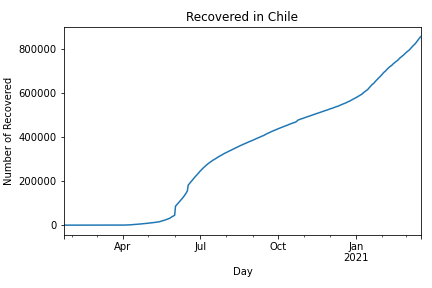 Recovered in Chile
Number of Recovered
800000
600000
400000
200000
0
Apr Jul Oct Jan
2021
Day